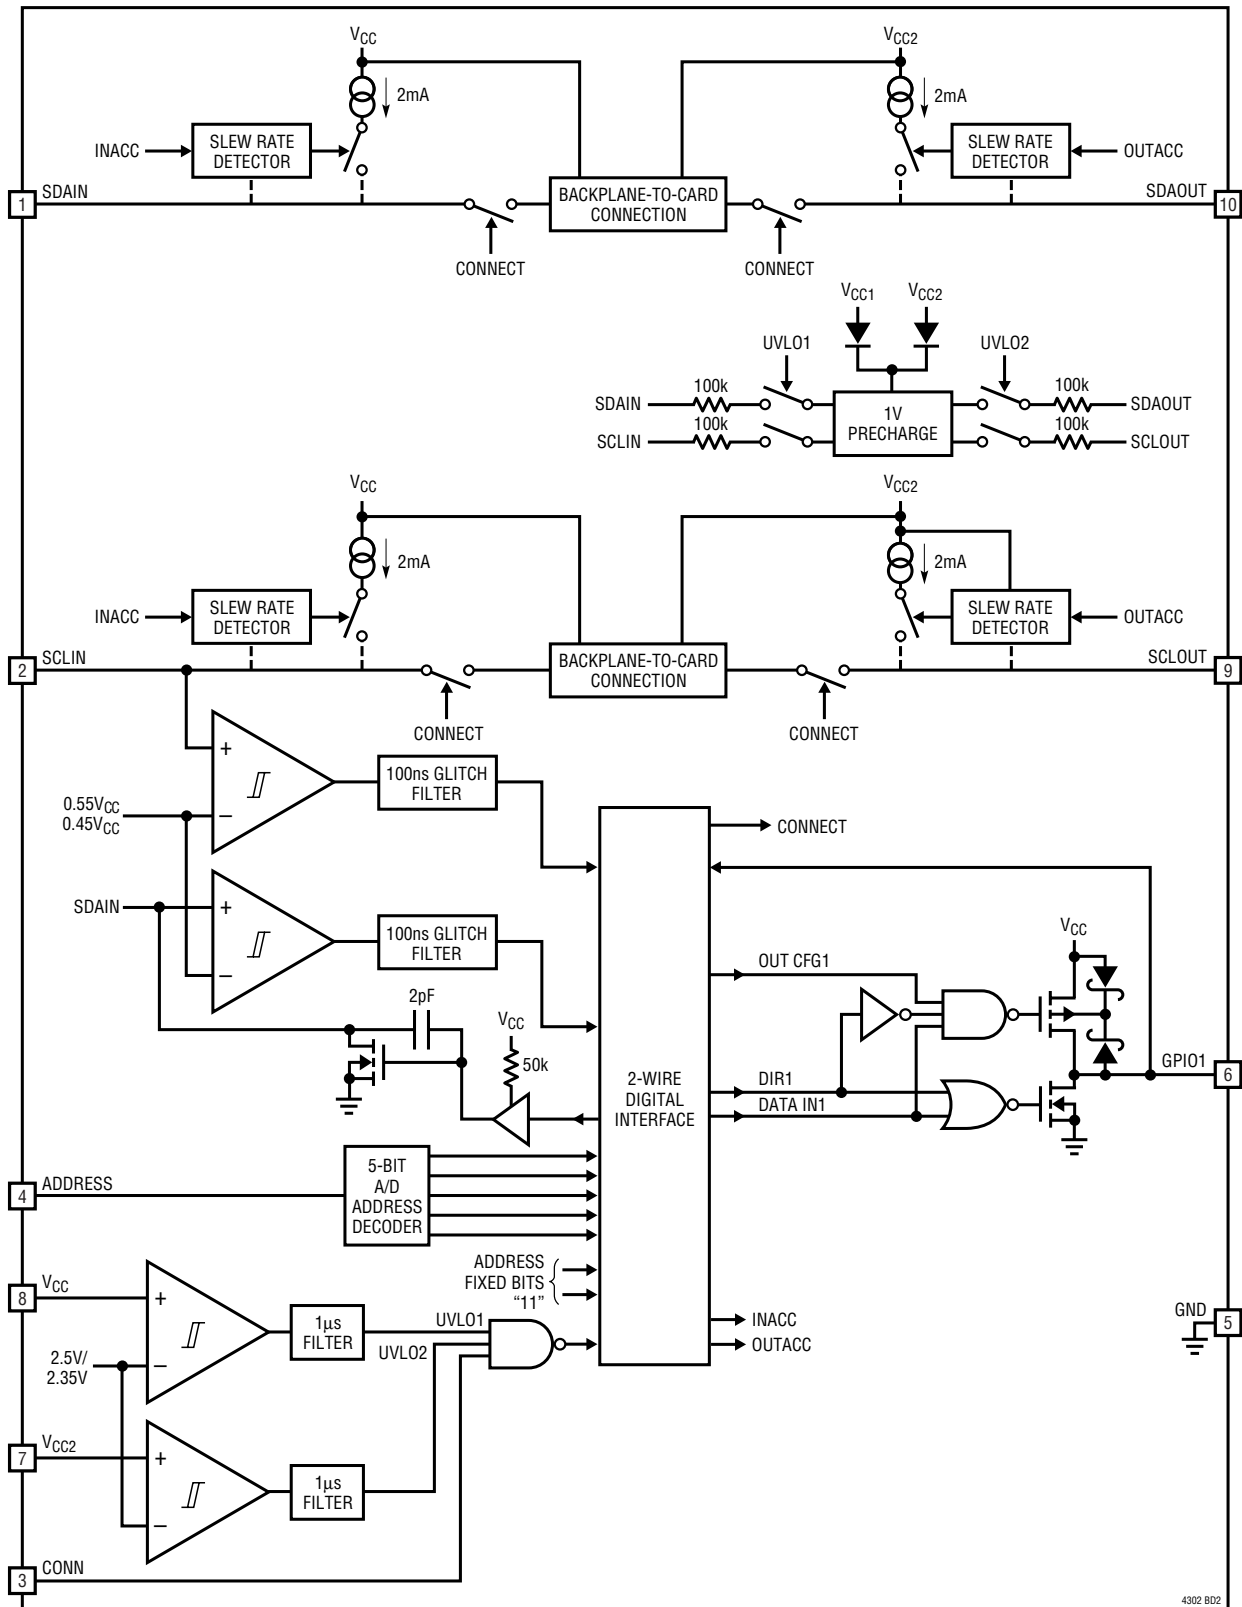 VCC
VCC2
2mA
2mA
INACC
SLEW RATE
DETECTOR
SLEW RATE
DETECTOR
OUTACC
1
SDAIN
BACKPLANE-TO-CARD
CONNECTION
SDAOUT
10
CONNECT
CONNECT
VCC1
VCC2
UVLO1
UVLO2
SDAIN
100k
1V
PRECHARGE
100k
SDAOUT
SCLIN
100k
100k
SCLOUT
VCC
VCC2
2mA
2mA
INACC
SLEW RATE
DETECTOR
SLEW RATE
DETECTOR
OUTACC
2
SCLIN
BACKPLANE-TO-CARD
CONNECTION
SCLOUT
9
CONNECT
CONNECT
+
100ns GLITCH
FILTER
0.55VCC
0.45VCC
−
CONNECT
SDAIN
+
100ns GLITCH
FILTER
−
VCC
OUT CFG1
2pF
VCC
50k
2-WIRE
DIGITAL
INTERFACE
DIR1
DATA IN1
GPIO1
6
4
ADDRESS
5-BIT
A/D
ADDRESS
DECODER
ADDRESS
FIXED BITS
“11”
8
VCC
+
1µs
FILTER
UVLO1
UVLO2
INACC
OUTACC
GND
5
2.5V/
2.35V
−
7
VCC2
+
1µs
FILTER
−
3
CONN
4302 BD2